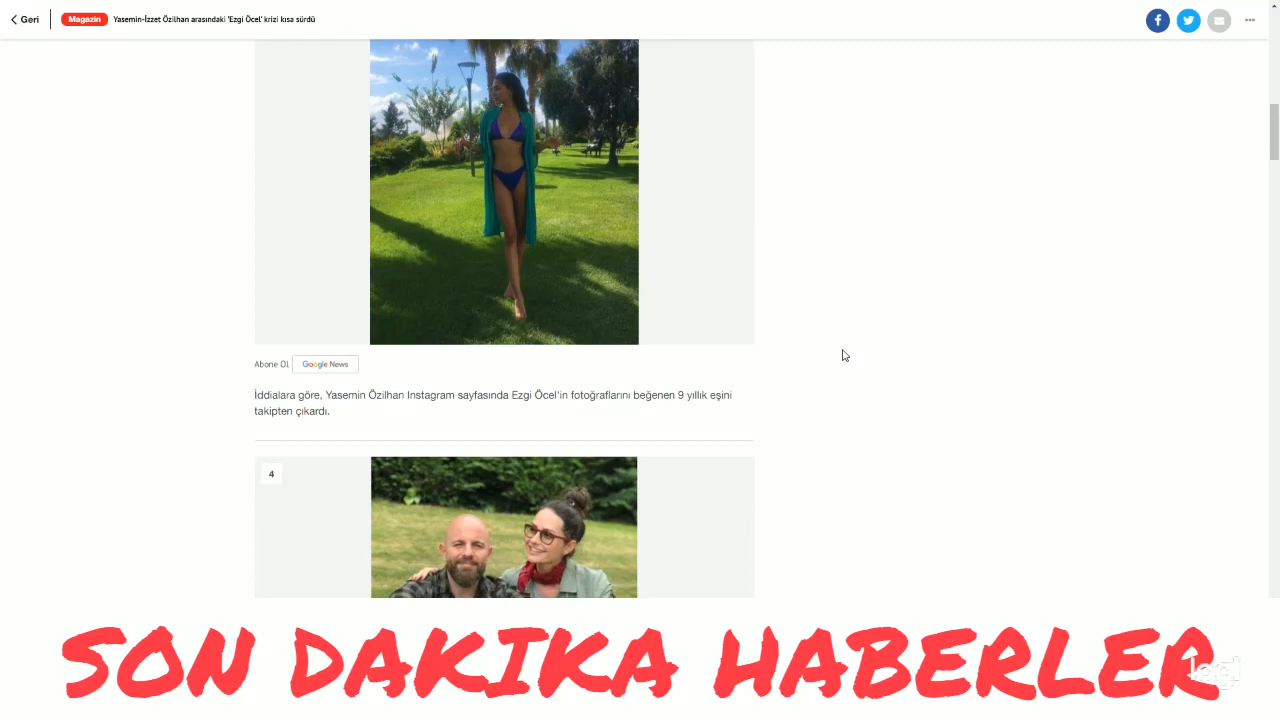 Geri
Magazin
Yasemin-İzzet Özilhan arasındaki 'Ezgi Öcel' krizi kısa sürdü
Abone Ol
Google News
İddialara göre, Yasemin Özilhan Instagram sayfasında Ezgi Öcel'in fotoğraflarını beğenen 9 yıllık eşini
takipten çıkardı.
4
SON DAKIKA HABERLER